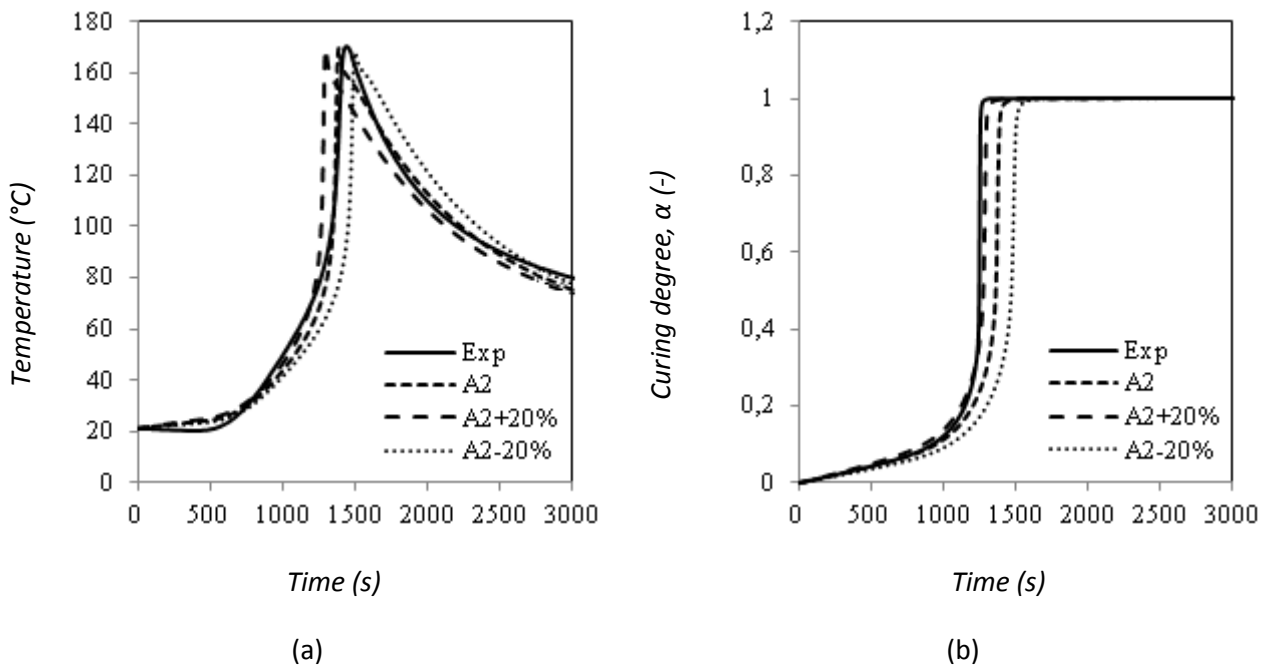 180
160
140
120
100
80
60
40
20
0
Temperature (°C)
Exp
A2
A2+20%
A2-20%
0 500 1000 1500 2000 2500 3000
Time (s)
(a)
1,2
1
0,8
0,6
0,4
0,2
0
Curing degree, α (-)
Exp
A2
A2+20%
A2-20%
0 500 1000 1500 2000 2500 3000
Time (s)
(b)